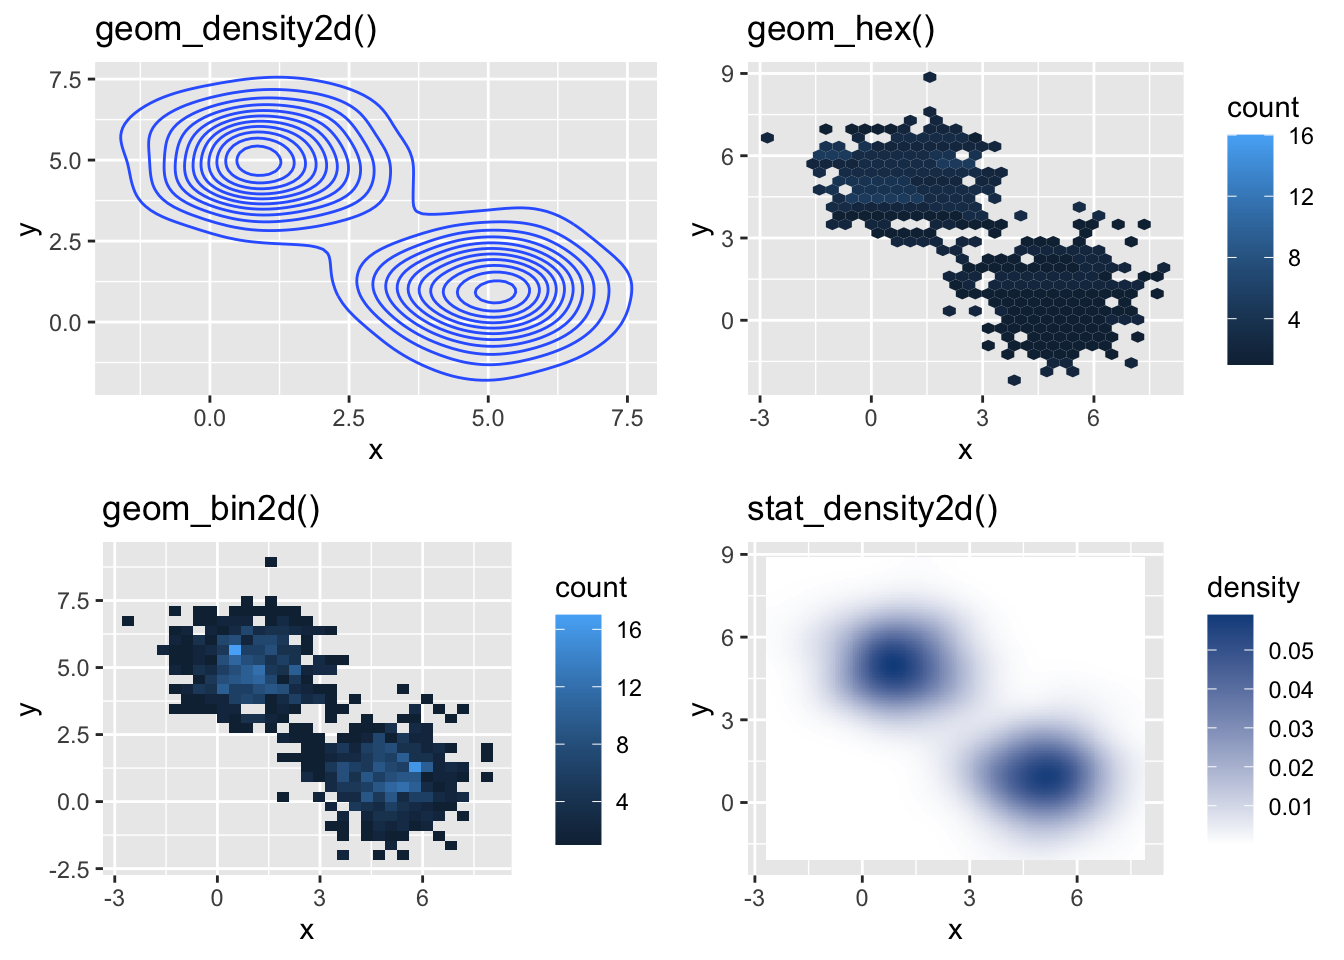 geom_density2d()
7.5
5.0
2.5
0.0
y
0.0 2.5 5.0 7.5
x
geom_hex()
9
6
3
0
y
-3 0 3 6
x
count
16
12
8
4
geom_bin2d()
7.5
5.0
2.5
0.0
-2.5
y
-3 0 3 6
x
count
16
12
8
4
stat_density2d()
9
6
3
0
y
-3 0 3 6
x
density
0.05
0.04
0.03
0.02
0.01